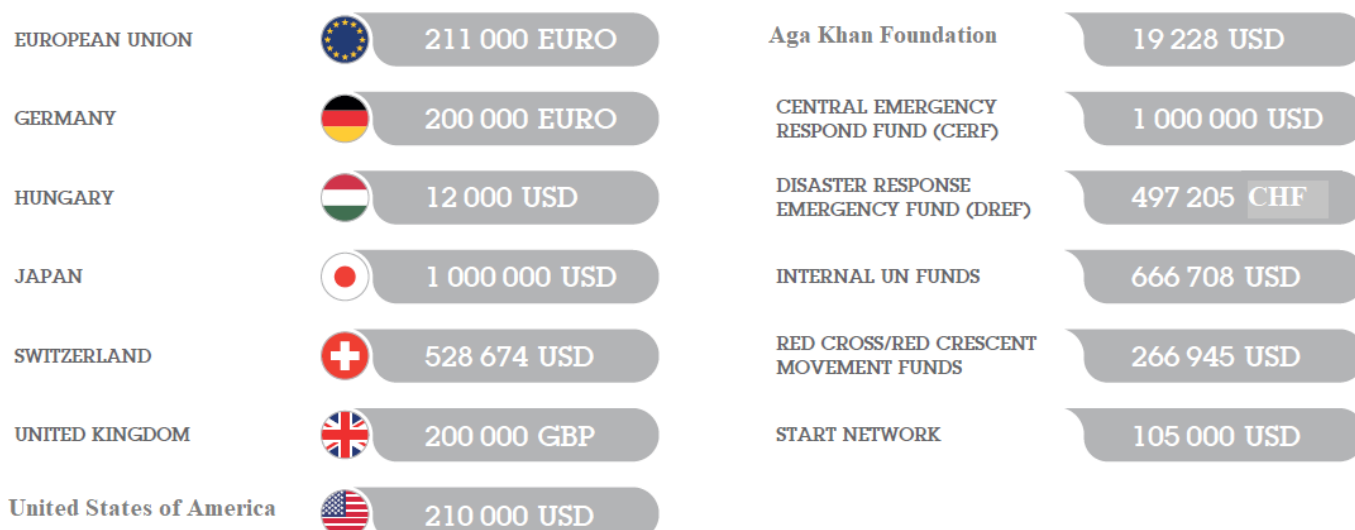 EUROPEAN UNION
211 000 EURO
GERMANY
200 000 EURO
HUNGARY
12 000 USD
JAPAN
1 000 000 USD
SWITZERLAND
528 674 USD
UNITED KINGDOM
200 000 GBP
United States of America
210 000 USD
Aga Khan Foundation
19 228 USD
CENTRAL EMERGENCY
RESPOND FUND (CERF)
1 000 000 USD
DISASTER RESPONSE
EMERGENCY FUND (DREF)
497 205 CHF
INTERNAL UN FUNDS
666 708 USD
RED CROSS/RED CRESCENT
MOVEMENT FUNDS
266 945 USD
START NETWORK
105 000 USD